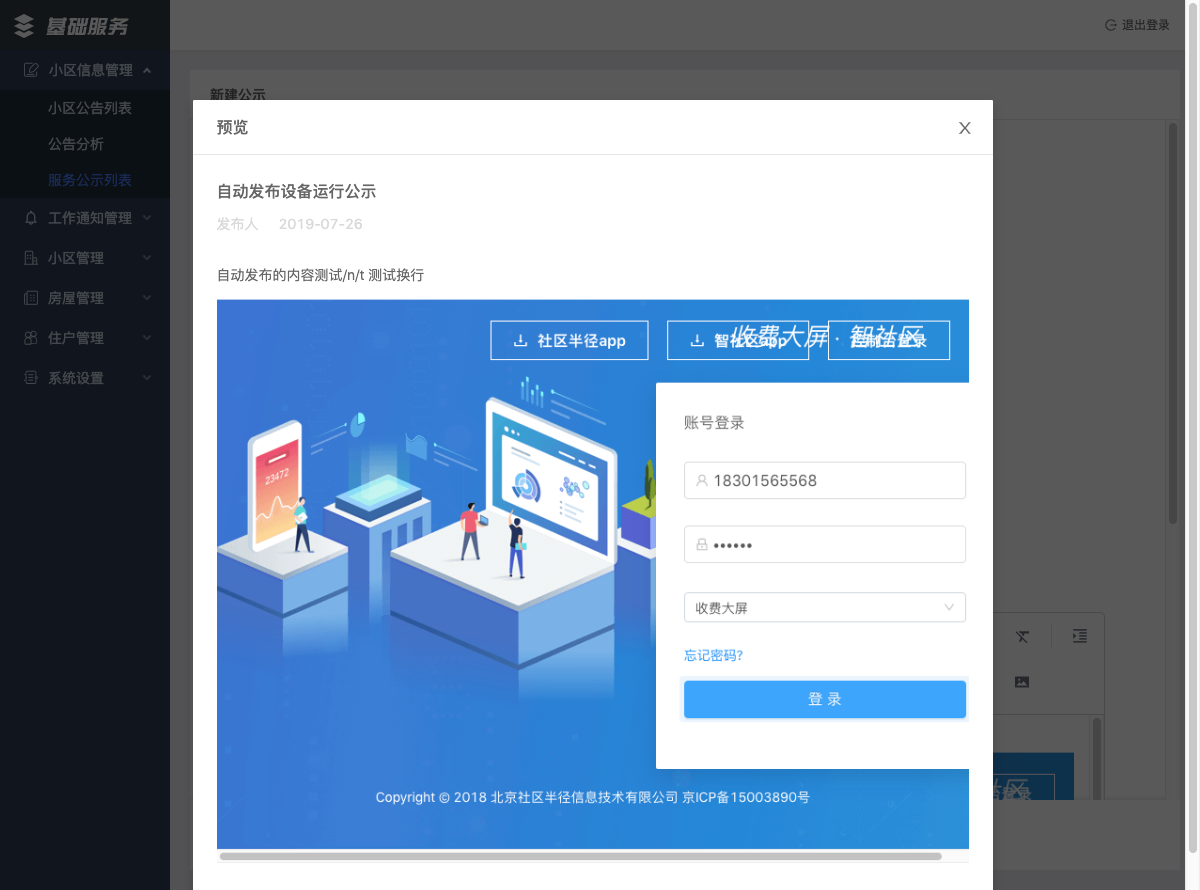 基础服务
退出登录
小区信息管理
小区公告列表
公告分析
服务公示列表
工作通知管理
小区管理
房屋管理
住户管理
系统设置
新建公示
预览
自动发布设备运行公示
发布人 2019-07-26
自动发布的内容测试/n/t 测试换行
社区半径app
智社区app
收费大屏 · 智社区
控制台登录
23472
账号登录
18301565568
••••••
收费大屏
忘记密码?
登 录
Copyright © 2018 北京社区半径信息技术有限公司 京ICP备15003890号